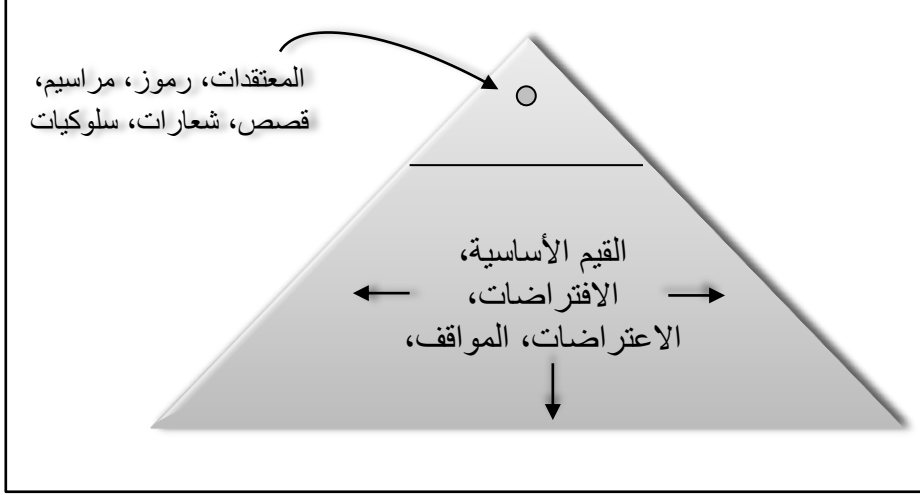 المعتقدات، رموز، مراسيم،
قصص، شعارات، سلوكيات
القيم الأساسية،
الافتراضات،
الاعتراضات، المواقف،